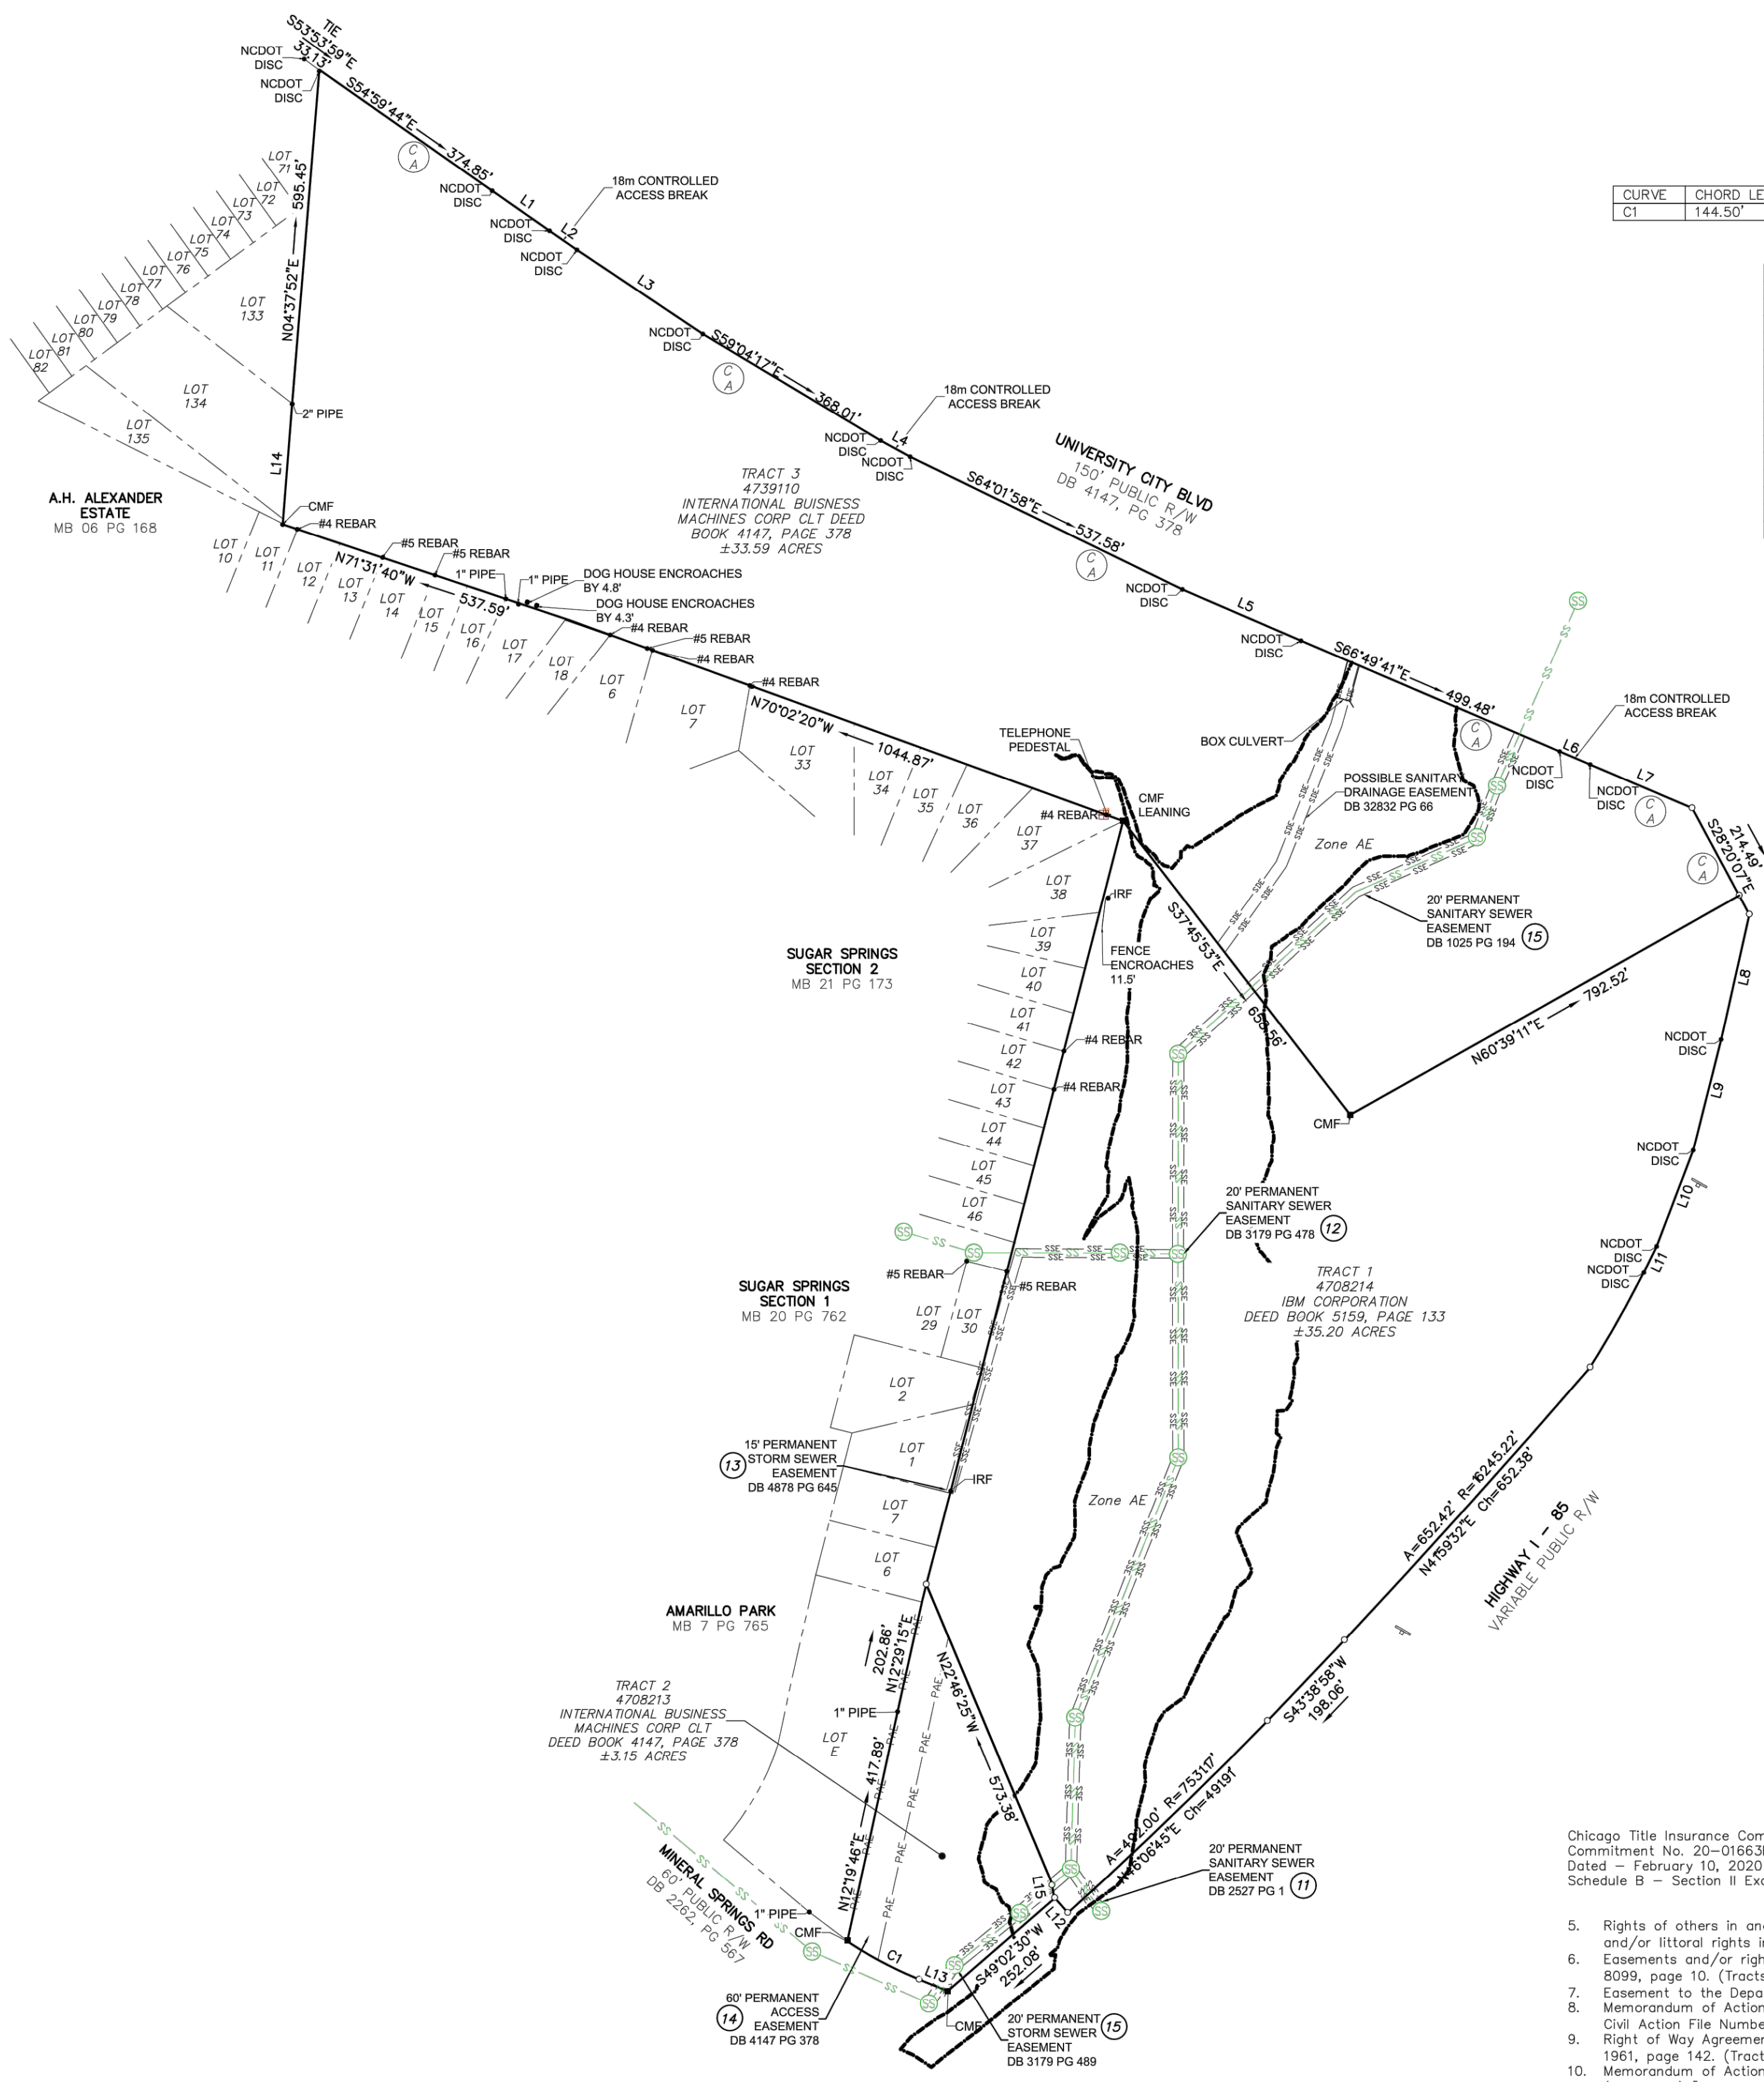 TIE
S53°53'59"E
33.13'
NCDOT
DISC
NCDOT
DISC
S54°59'44"E
374.85'
C
A
NCDOT
DISC
L1
NCDOT
DISC
L2
18m CONTROLLED
ACCESS BREAK
NCDOT
DISC
L3
CURVE
CHORD LE
C1
144.50'
LOT
71
LOT
72
LOT
73
LOT
74
LOT
75
LOT
76
LOT
77
LOT
78
LOT
79
LOT
80
LOT
81
LOT
82
N04°37'52"E
595.45'
LOT
133
LOT
134
LOT
135
2" PIPE
L14
NCDOT
DISC
S59°04'17"E
368.01'
C
A
18m CONTROLLED
ACCESS BREAK
NCDOT
DISC
L4
NCDOT
DISC
UNIVERSITY CITY BLVD
150' PUBLIC R/W
DB 4147, PG 378
S64°01'58"E
537.58'
C
A
A.H. ALEXANDER
ESTATE
MB 06 PG 168
TRACT 3
4739110
INTERNATIONAL BUISNESS
MACHINES CORP CLT DEED
BOOK 4147, PAGE 378
±33.59 ACRES
CMF
#4 REBAR
#5 REBAR
#5 REBAR
1" PIPE
1" PIPE
DOG HOUSE ENCROACHES
BY 4.8'
DOG HOUSE ENCROACHES
BY 4.3'
N71°31'40"W
537.59'
#4 REBAR
#5 REBAR
#4 REBAR
#4 REBAR
LOT
10
LOT
11
LOT
12
LOT
13
LOT
14
LOT
15
LOT
16
LOT
17
LOT
18
LOT
6
LOT
7
N70°02'20"W
1044.87'
LOT
33
LOT
34
LOT
35
LOT
36
LOT
37
NCDOT
DISC
L5
NCDOT
DISC
S66°49'41"E
499.48'
C
A
18m CONTROLLED
ACCESS BREAK
L6
NCDOT
DISC
L7
NCDOT
DISC
C
A
TELEPHONE
PEDESTAL
#4 REBAR
CMF
LEANING
BOX CULVERT
POSSIBLE SANITARY
DRAINAGE EASEMENT
DB 32832 PG 66
Zone AE
S28°20'07"E
214.49'
C
A
20' PERMANENT
SANITARY SEWER
EASEMENT
DB 1025 PG 194
15
LOT
38
IRF
LOT
39
FENCE
ENCROACHES
11.5'
SUGAR SPRINGS
SECTION 2
MB 21 PG 173
LOT
40
LOT
41
LOT
42
LOT
43
LOT
44
LOT
45
LOT
46
#4 REBAR
#4 REBAR
S37°45'53"E
N60°39'11"E
792.52'
L8
NCDOT
DISC
L9
CMF
NCDOT
DISC
L10
NCDOT
DISC
NCDOT
DISC
L11
20' PERMANENT
SANITARY SEWER
EASEMENT
DB 3179 PG 478
12
TRACT 1
4708214
IBM CORPORATION
DEED BOOK 5159, PAGE 133
±35.20 ACRES
#5 REBAR
#5 REBAR
SUGAR SPRINGS
SECTION 1
MB 20 PG 762
LOT
29
LOT
30
LOT
2
LOT
1
15' PERMANENT
STORM SEWER
EASEMENT
DB 4878 PG 645
13
IRF
LOT
7
LOT
6
Zone AE
A=652.42' R=16245.22'
N41°59'32"E Ch=652.38'
HIGHWAY I - 85
VARIABLE PUBLIC R/W
AMARILLO PARK
MB 7 PG 765
N12°29'15"E
202.86'
N22°46'25"W
573.38'
S43°38'58"W
198.06'
TRACT 2
4708213
INTERNATIONAL BUSINESS
MACHINES CORP CLT
DEED BOOK 4147, PAGE 378
±3.15 ACRES
1" PIPE
LOT
E
N12°19'46"E
417.89'
PAE
A=492.00' R=7531.17'
N46°06'45"E Ch=491.91'
20' PERMANENT
SANITARY SEWER
EASEMENT
DB 2527 PG 1
11
MINERAL SPRINGS RD
60' PUBLIC R/W
DB 2262, PG 567
1" PIPE
CMF
C1
L13
L15
L12
S49°02'30"W
252.08'
CMF
60' PERMANENT
ACCESS
EASEMENT
DB 4147 PG 378
14
20' PERMANENT
STORM SEWER
EASEMENT
DB 3179 PG 489
15
SS
SSE
SDE
Chicago Title Insurance Com
Commitment No. 20-01663
Dated - February 10, 2020
Schedule B - Section II Exc
5. Rights of others in an
and/or littoral rights i
6. Easements and/or righ
8099, page 10. (Tracts
7. Easement to the Depa
8. Memorandum of Action
Civil Action File Numbe
9. Right of Way Agreeme
1961, page 142. (Tract
10. Memorandum of Action